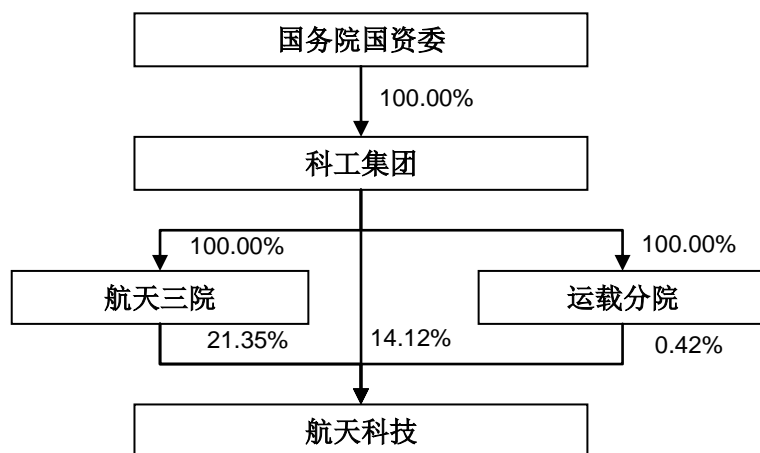 国务院国资委
100.00%
科工集团
100.00%
100.00%
航天三院
运载分院
21.35%
14.12%
0.42%
航天科技